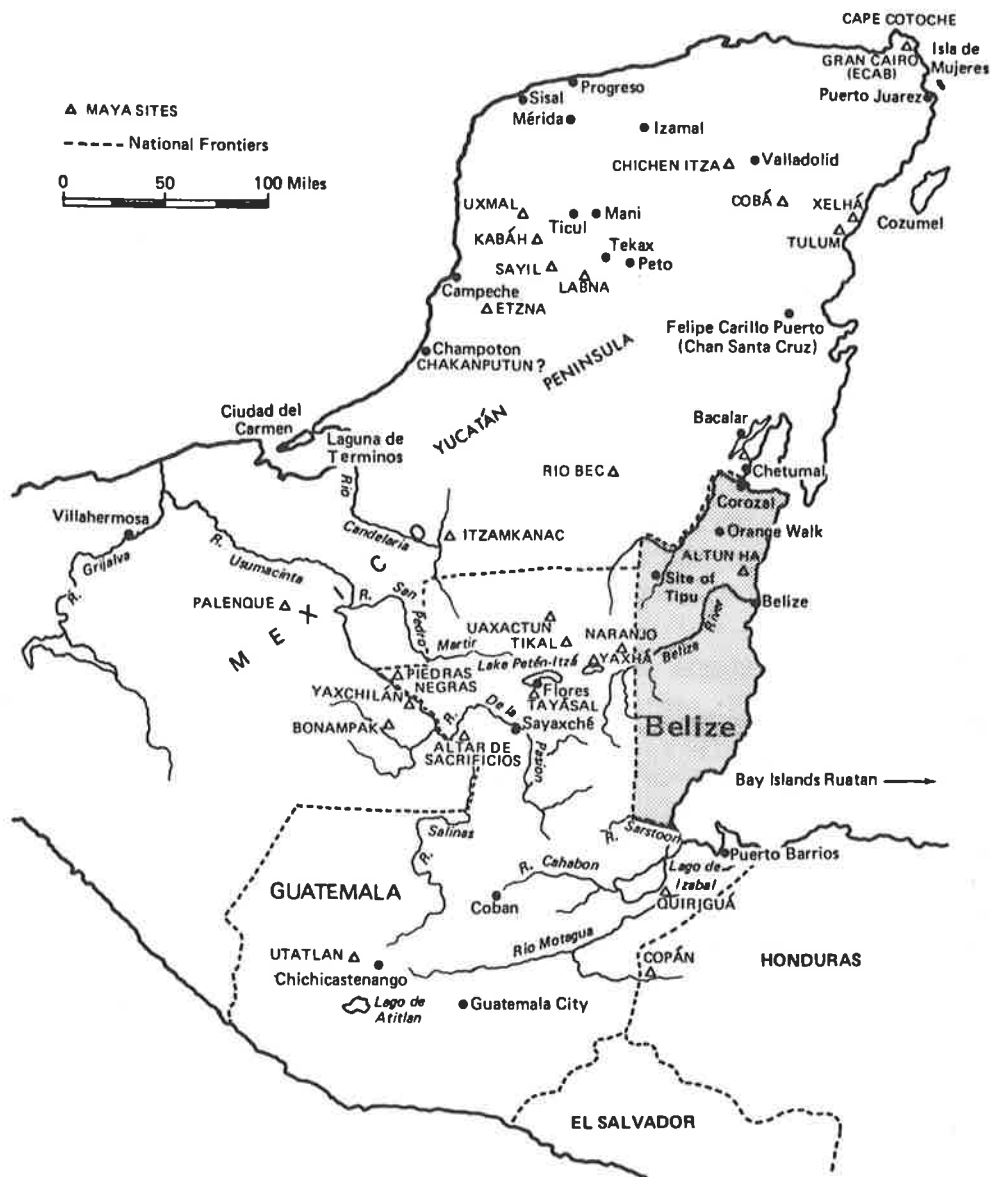 CAPE COTOCHE
GRAN CAIRO
(ECAB)
Isla de
Mujeres
Puerto Juarez
△ MAYA SITES
National Frontiers
0 50 100 Miles
Progreso
Sisal
Mérida
Izamal
CHICHEN ITZA
Valladolid
COBÁ
XELHÁ
TULUM
Cozumel
UXMAL
Ticul
Mani
KABÁH
Tekax
Peto
SAYIL
LABNA
Campeche
ETZNA
Felipe Carillo Puerto
(Chan Santa Cruz)
Champoton
CHAKANPUTUN ?
YUCATÁN PENINSULA
Ciudad del
Carmen
Laguna de
Terminos
Bacalar
Chetumal
Corozal
RIO BEC
Rio
Candelaria
ITZAMKANAC
Orange Walk
ALTUN HA
Site of
Tipu
Belize
Belize River
Villahermosa
R. Grijalva
R. Usumacinta
PALENQUE
MEXICO
R. San Pedro Martir
UAXACTUN
TIKAL
NARANJO
YAXHÁ
Lake Petén-Itzá
PIEDRAS
NEGRAS
Flores
TAYASAL
YAXCHILÁN
BONAMPAK
R. De la Pasion
Sayaxché
ALTAR DE
SACRIFICIOS
Belize
Bay Islands Ruatan
R. Salinas
R. Sarstoon
Puerto Barrios
R. Cahabon
Lago de
Izabal
QUIRIGUÁ
GUATEMALA
Coban
Rio Motagua
UTATLAN
Chichicastenango
COPÁN
HONDURAS
Lago de
Atitlan
Guatemala City
EL SALVADOR